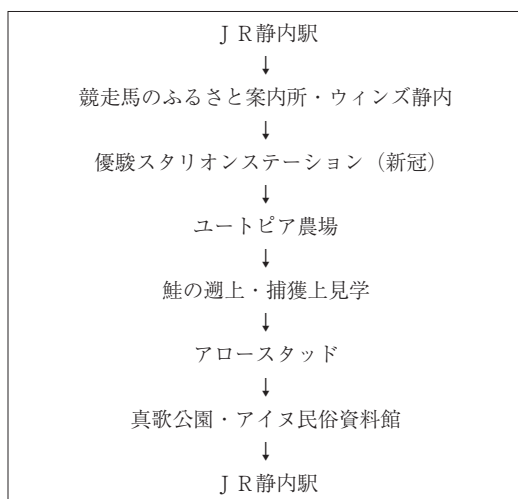 ＪＲ静内駅
↓
競走馬のふるさと案内所・ウィンズ静内
↓
優駿スタリオンステーション（新冠）
↓
ユートピア農場
↓
鮭の遡上・捕獲上見学
↓
アロースタッド
↓
真歌公園・アイヌ民俗資料館
↓
ＪＲ静内駅